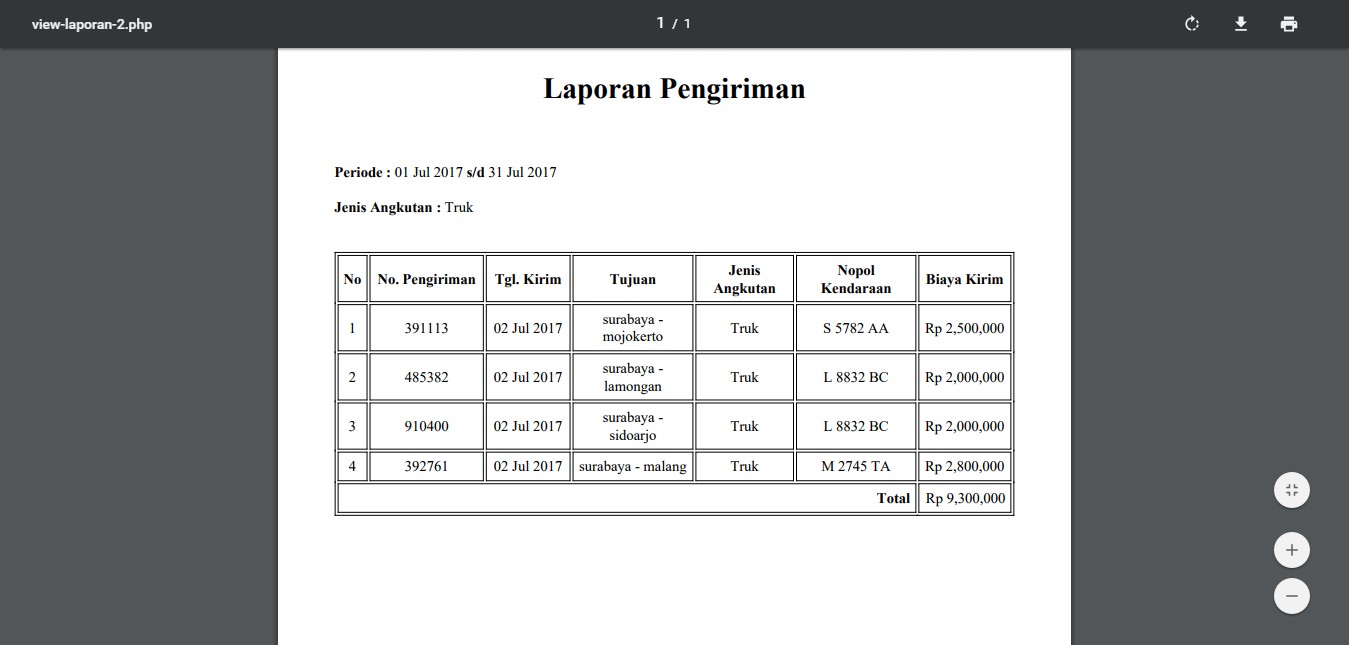 view-laporan-2.php
1 / 1
Laporan Pengiriman
Periode : 01 Jul 2017 s/d 31 Jul 2017
Jenis Angkutan : Truk
No No. Pengiriman Tgl. Kirim Tujuan Jenis Angkutan Nopol Kendaraan Biaya Kirim
1 391113 02 Jul 2017 surabaya - mojokerto Truk S 5782 AA Rp 2,500,000
2 485382 02 Jul 2017 surabaya - lamongan Truk L 8832 BC Rp 2,000,000
3 910400 02 Jul 2017 surabaya - sidoarjo Truk L 8832 BC Rp 2,000,000
4 392761 02 Jul 2017 surabaya - malang Truk M 2745 TA Rp 2,800,000
Total Rp 9,300,000